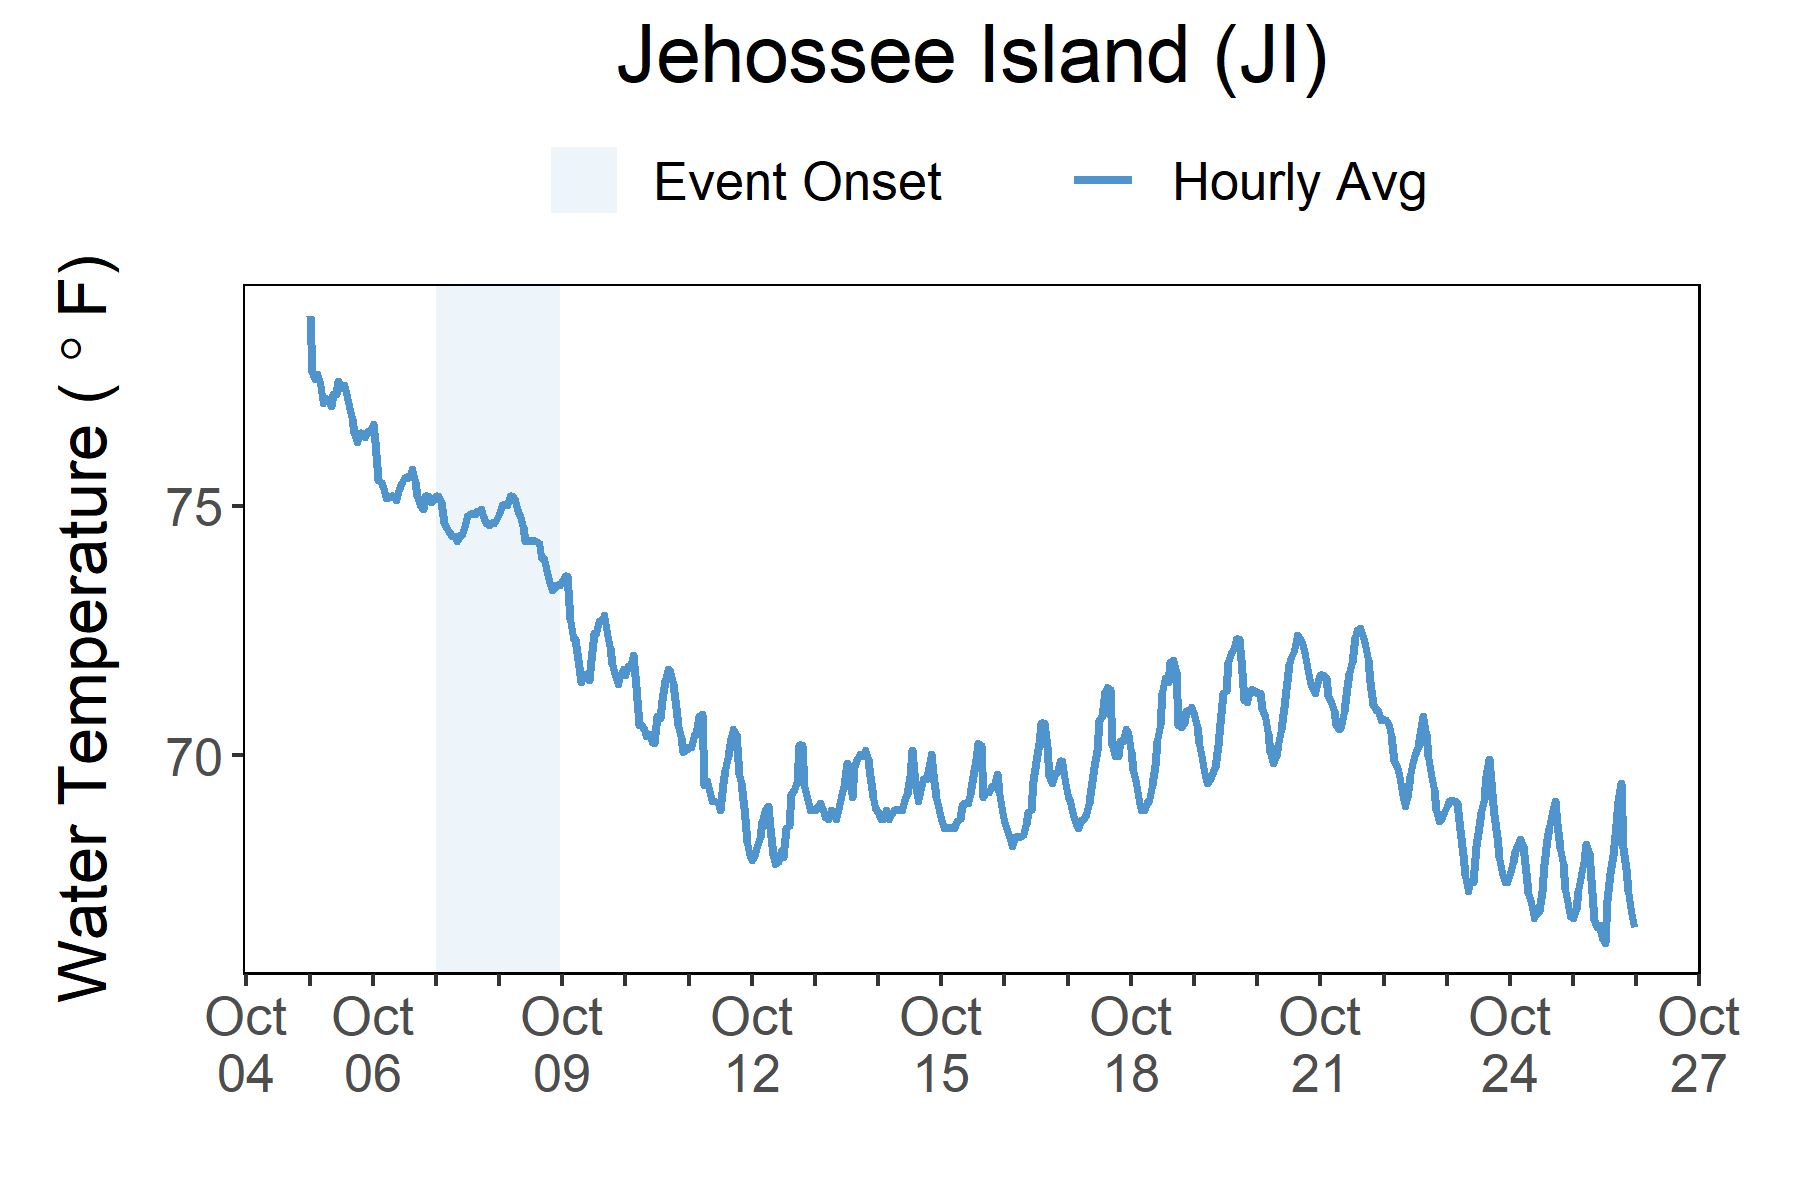 Jehossee Island (JI)
Event Onset
Hourly Avg
Water Temperature ( ° F)
75
70
Oct 04
Oct 06
Oct 09
Oct 12
Oct 15
Oct 18
Oct 21
Oct 24
Oct 27